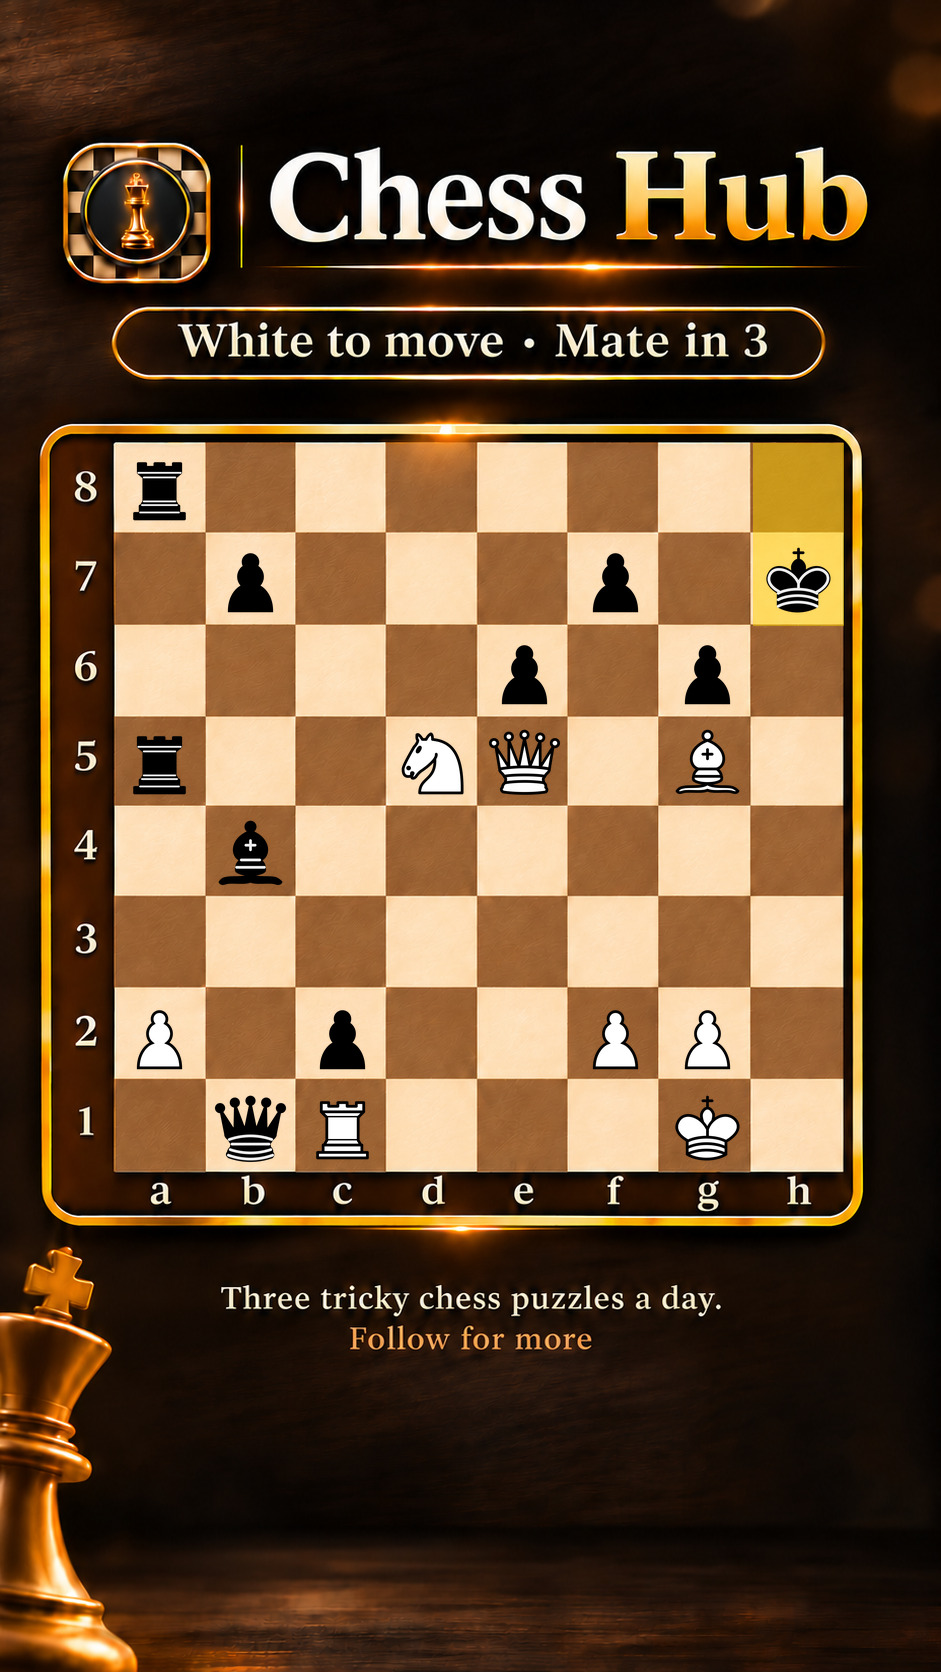 Chess Hub
White to move • Mate in 3
8
7
6
5
4
3
2
1
a b c d e f g h
Three tricky chess puzzles a day.
Follow for more